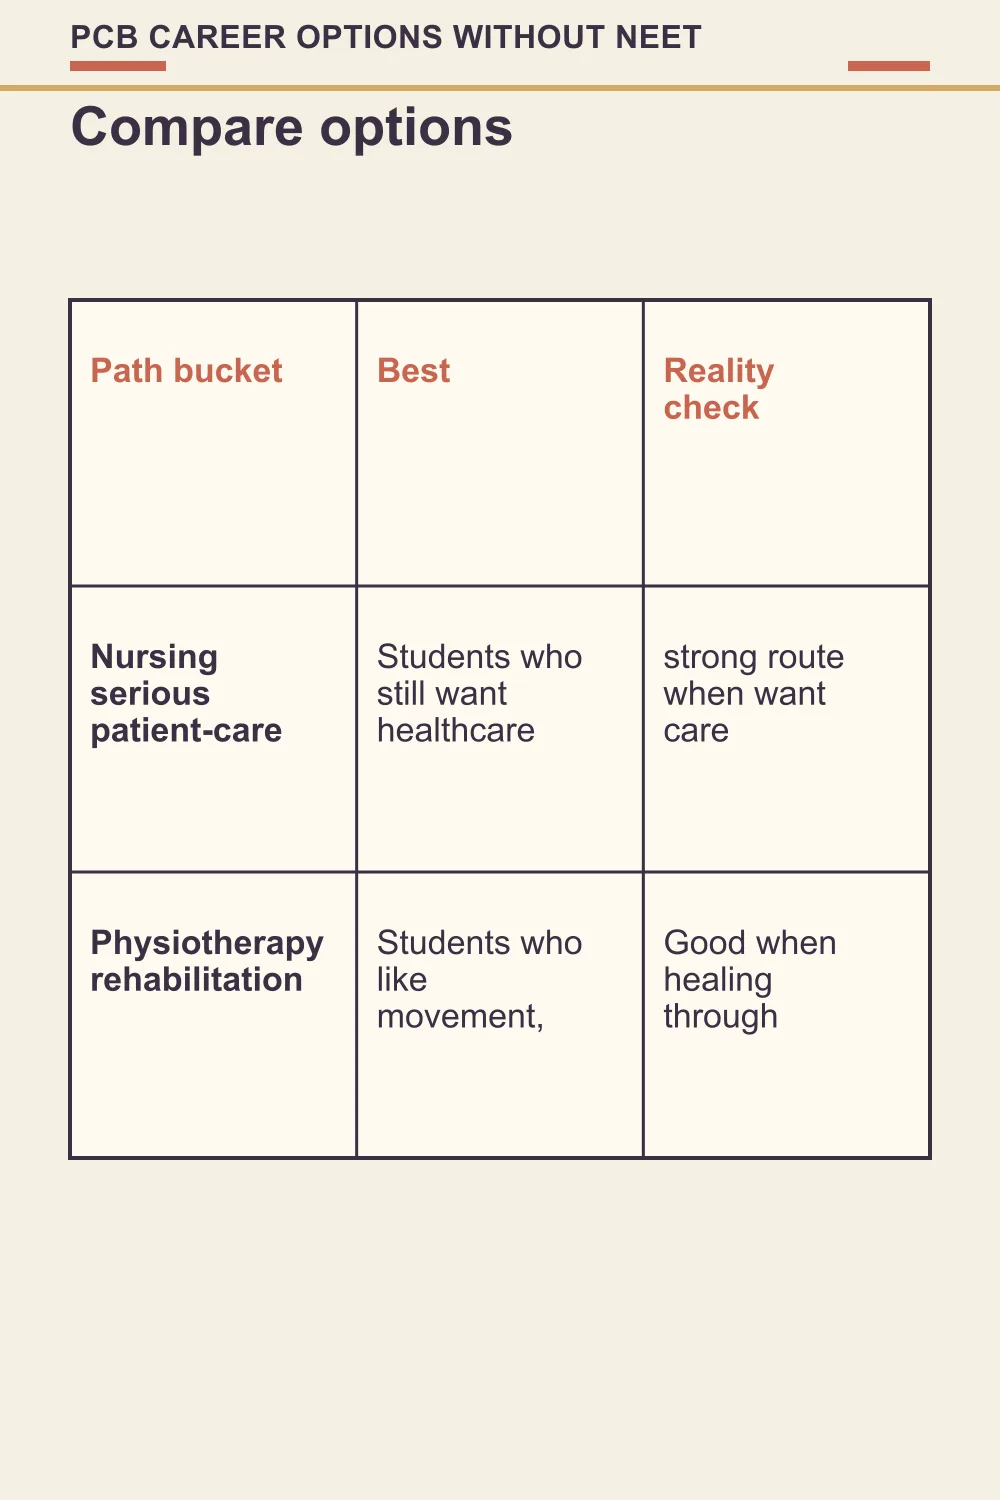 PCB CAREER OPTIONS WITHOUT NEET
Compare options
Path bucket
Best
Reality
check
Nursing
serious
patient-care
Students who
still want
healthcare
strong route
when want
care
Physiotherapy
rehabilitation
Students who
like
movement,
Good when
healing
through